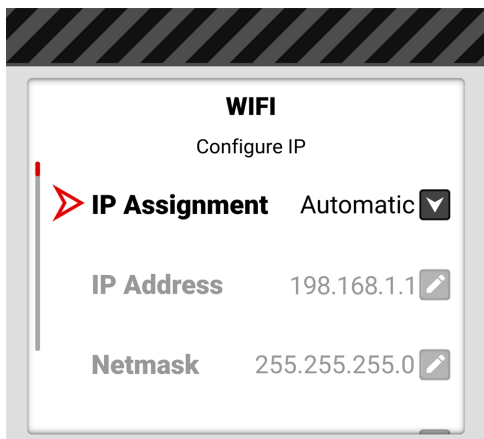 WIFI
Configure IP
IP Assignment Automatic
IP Address 198.168.1.1
Netmask 255.255.255.0